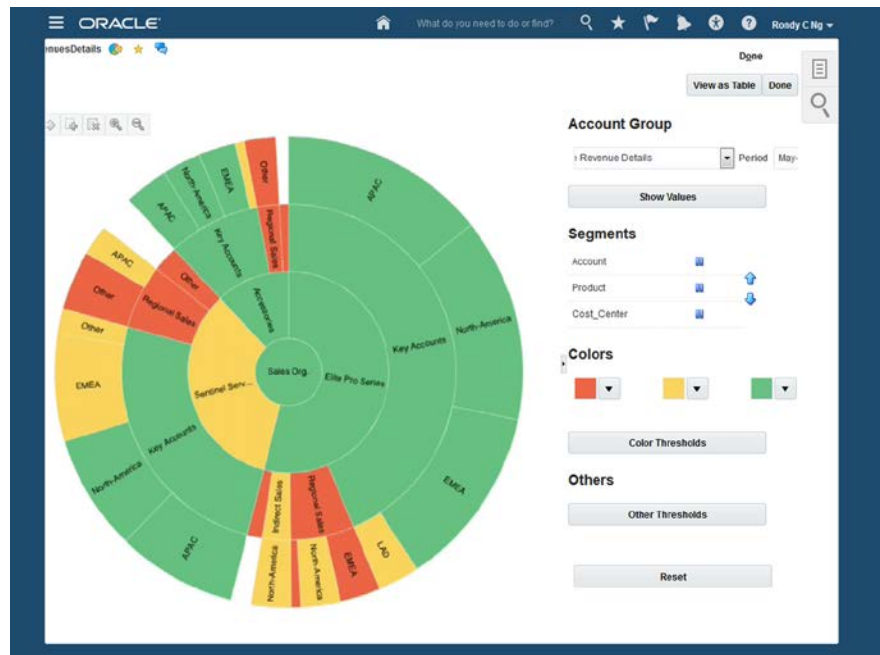 ORACLE
What do you need to do or find?
Rondy C Ng
enuesDetails
Done
View as Table
Done
Account Group
Revenue Details
Period
May-
Show Values
Segments
Account
Product
Cost_Center
Colors
Color Thresholds
Others
Other Thresholds
Reset
Sales Org.
Elite Pro Series
Sentinel Serv...
Accessories
Key Accounts
APAC
North-America
EMEA
LAD
Regional Sales
EMEA
North-America
Indirect Sales
North-America
Key Accounts
APAC
North-America
EMEA
Other
Regional Sales
Other
Other
APAC
Key Accounts
APAC
North-America
EMEA
Regional Sales
Other